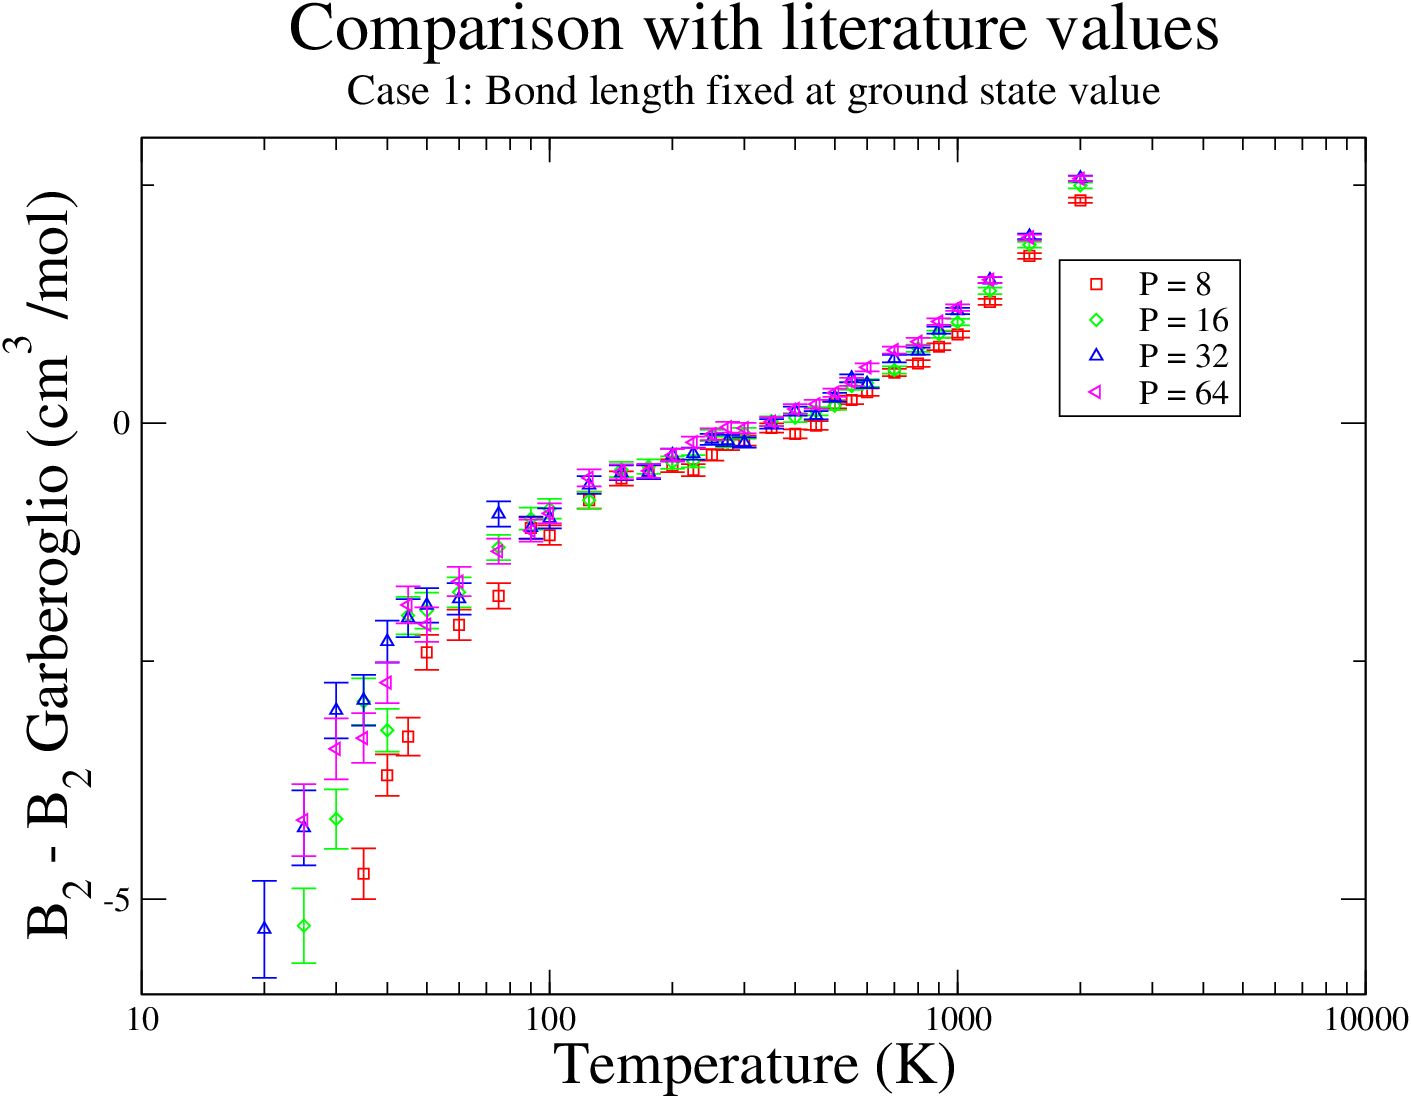 Comparison with literature values
Case 1: Bond length fixed at ground state value
B₂ - B₂ Garberoglio (cm³ /mol)
0
-5
P = 8
P = 16
P = 32
P = 64
10 100 1000 10000
Temperature (K)